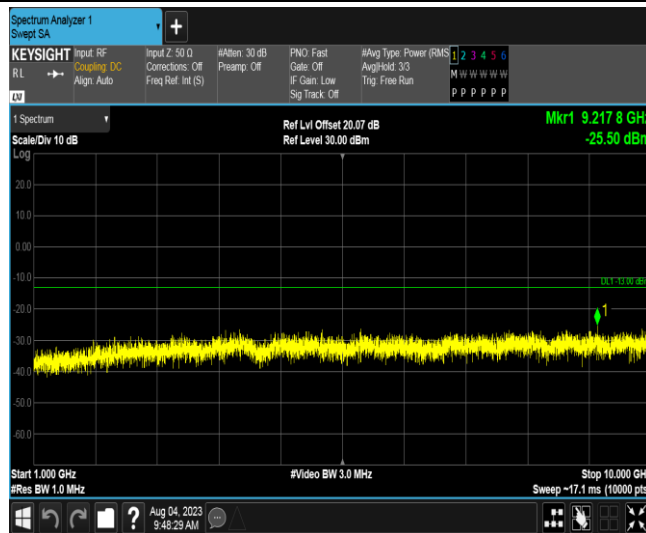 Spectrum Analyzer 1
Swept SA
KEYSIGHT
RL
LXI
Input: RF
Coupling: DC
Align: Auto
Input Z: 50 Ω
Corrections: Off
Freq Ref: Int (S)
#Atten: 30 dB
Preamp: Off
PNO: Fast
Gate: Off
IF Gain: Low
Sig Track: Off
#Avg Type: Power (RMS
Avg|Hold: 3/3
Trig: Free Run
1 2 3 4 5 6
M W W W W W
P P P P P P
1 Spectrum
Scale/Div 10 dB
Ref Lvl Offset 20.07 dB
Ref Level 30.00 dBm
Mkr1 9.217 8 GHz
-25.50 dBm
Log
20.0
10.0
0.00
-10.0
DL1 -13.00 dBm
1
-20.0
-30.0
-40.0
-50.0
-60.0
Start 1.000 GHz
#Video BW 3.0 MHz
Stop 10.000 GHz
#Res BW 1.0 MHz
Sweep ~17.1 ms (10000 pts)
?
Aug 04, 2023
9:48:29 AM